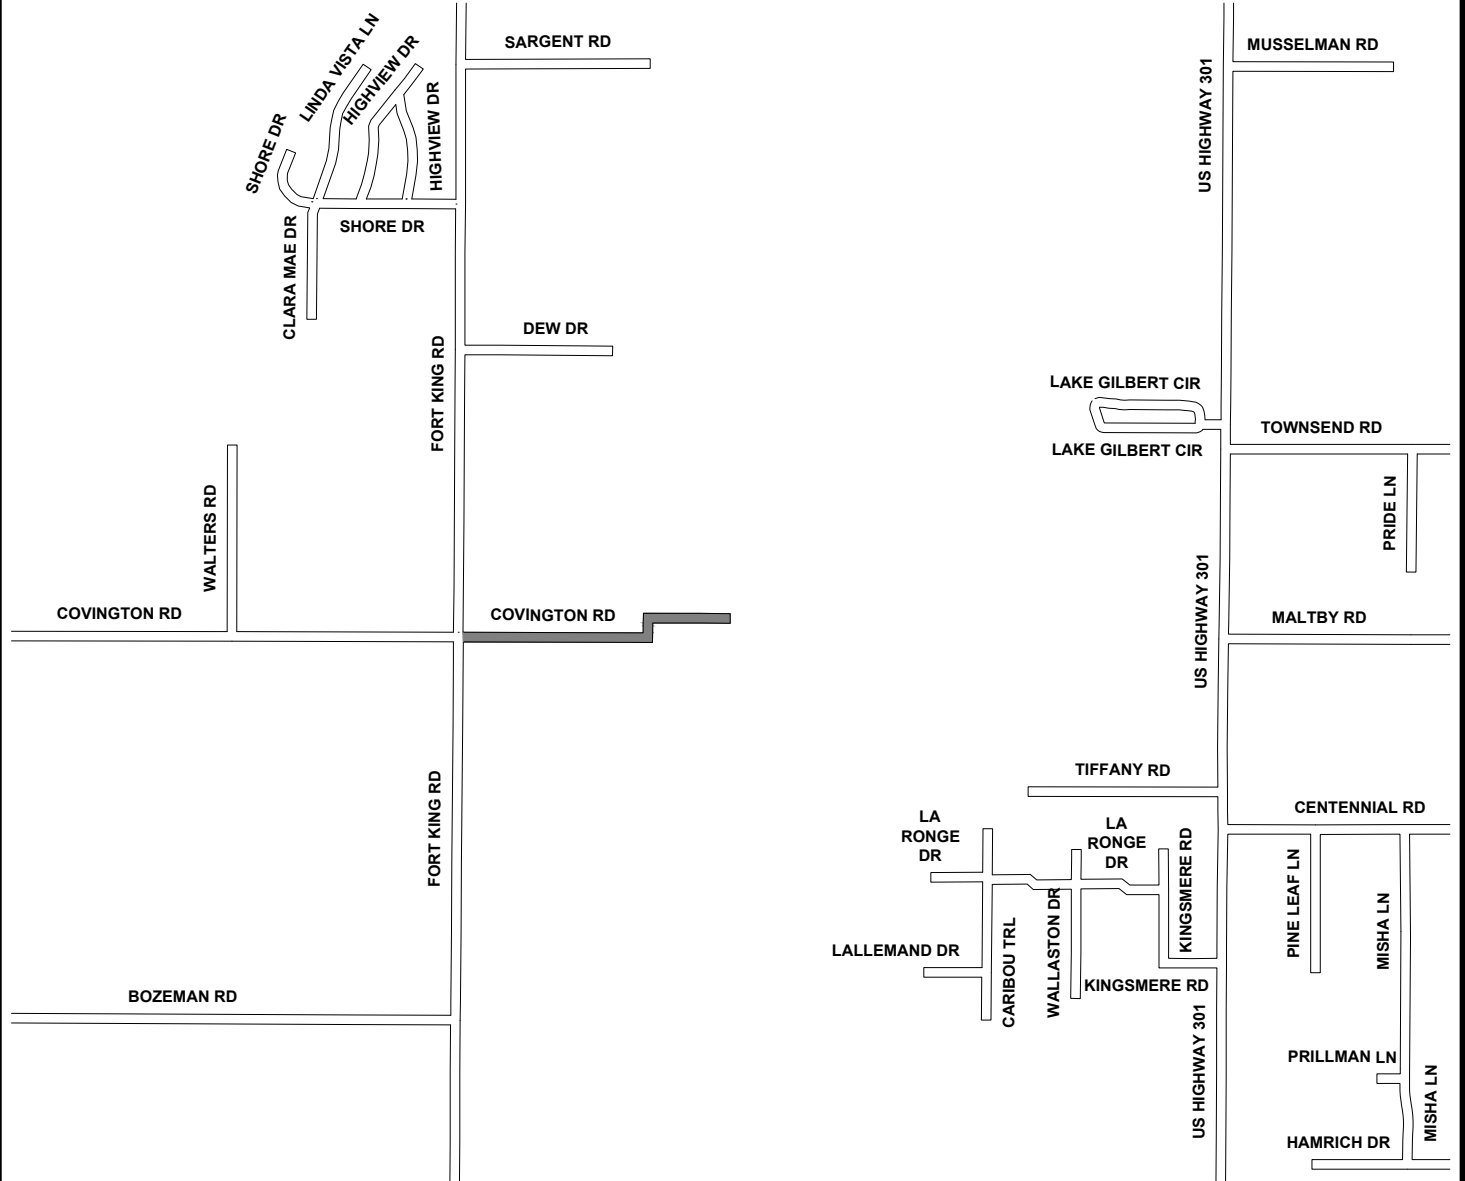 LINDA VISTA LN
HIGHVIEW DR
SARGENT RD
MUSSELMAN RD
US HIGHWAY 301
HIGHVIEW DR
SHORE DR
SHORE DR
CLARA MAE DR
DEW DR
FORT KING RD
LAKE GILBERT CIR
LAKE GILBERT CIR
TOWNSEND RD
PRIDE LN
WALTERS RD
COVINGTON RD
COVINGTON RD
US HIGHWAY 301
MALTBY RD
TIFFANY RD
CENTENNIAL RD
FORT KING RD
LA
RONGE
DR
LA
RONGE
DR
KINGSMERE RD
PINE LEAF LN
MISHA LN
WALLASTON DR
CARIBOU TRL
LALLEMAND DR
KINGSMERE RD
BOZEMAN RD
US HIGHWAY 301
PRILLMAN LN
MISHA LN
HAMRICH DR